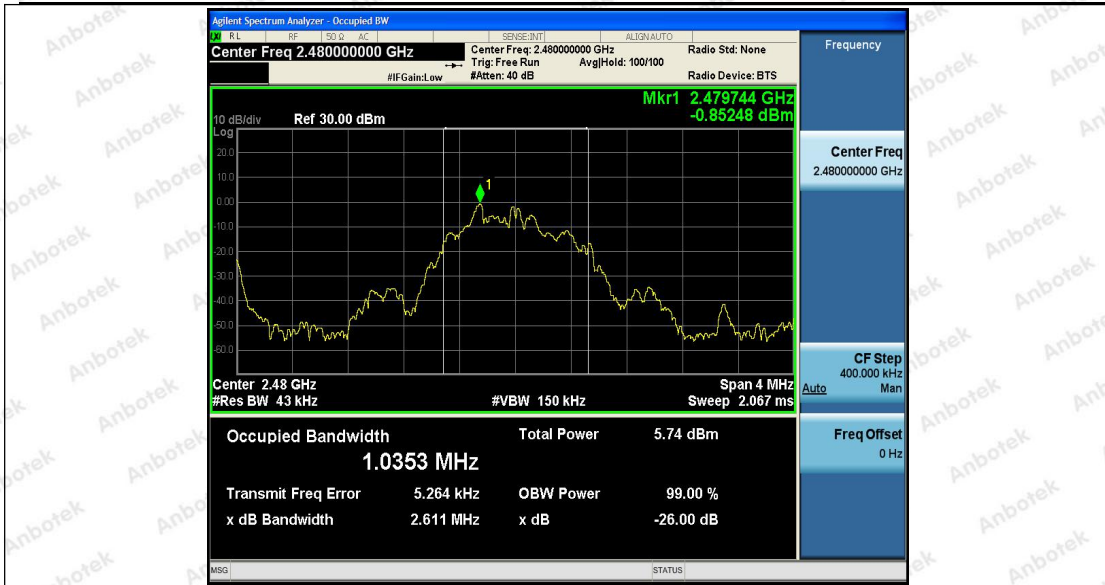 Agilent Spectrum Analyzer - Occupied BW
LXI RL RF 50 Ω AC SENSE:INT ALIGN AUTO
Center Freq 2.480000000 GHz
Center Freq: 2.480000000 GHz
Radio Std: None
Trig: Free Run Avg|Hold: 100/100
#IFGain:Low #Atten: 40 dB Radio Device: BTS
Frequency
Mkr1 2.479744 GHz
-0.85248 dBm
10 dB/div Ref 30.00 dBm
Log
20.0
10.0
0.00
-10.0
-20.0
-30.0
-40.0
-50.0
-60.0
1
Center 2.48 GHz Span 4 MHz
#Res BW 43 kHz #VBW 150 kHz Sweep 2.067 ms
Center Freq
2.480000000 GHz
CF Step
400.000 kHz
Auto Man
Freq Offset
0 Hz
Occupied Bandwidth Total Power 5.74 dBm
1.0353 MHz
Transmit Freq Error 5.264 kHz OBW Power 99.00 %
x dB Bandwidth 2.611 MHz x dB -26.00 dB
MSG STATUS
Anbotek